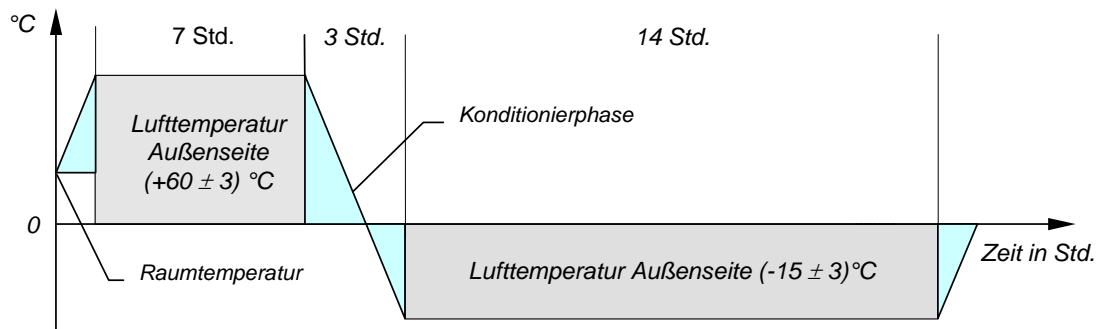 °C
7 Std.
3 Std.
14 Std.
Lufttemperatur
Außenseite
(+60 ± 3) °C
Konditionierphase
0
Raumtemperatur
Lufttemperatur Außenseite (-15 ± 3)°C
Zeit in Std.